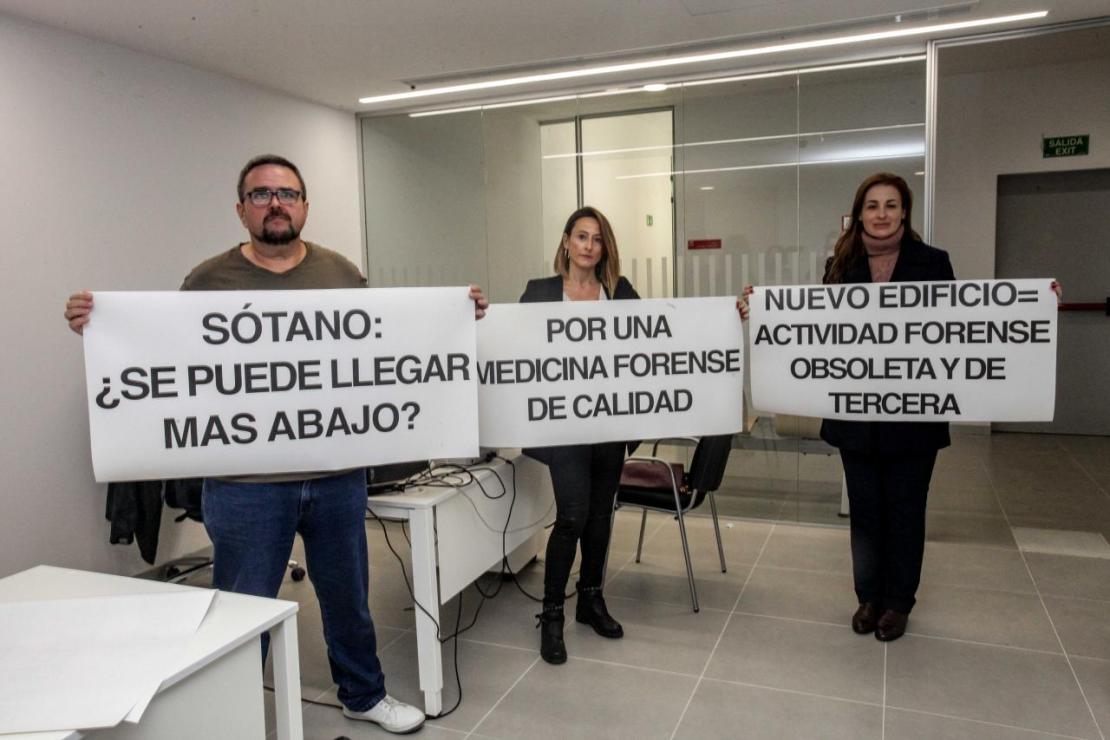 SÓTANO:
¿SE PUEDE LLEGAR
MAS ABAJO?
POR UNA
MEDICINA FORENSE
DE CALIDAD
NUEVO EDIFICIO=
ACTIVIDAD FORENSE
OBSOLETA Y DE
TERCERA
SALIDA
EXIT